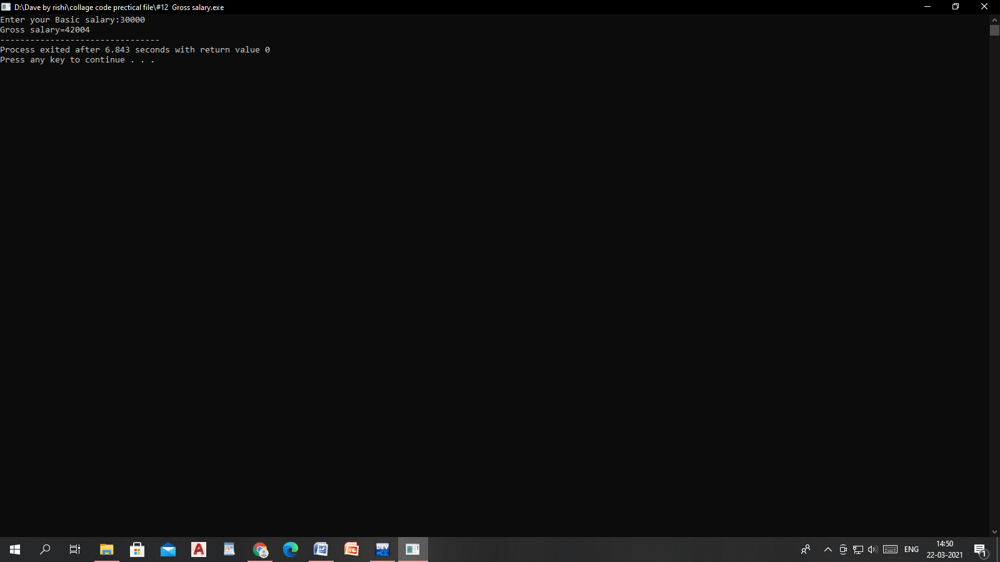 D:\Dave by rishi\collage code prectical file\#12  Gross salary.exe
Enter your Basic salary:30000
Gross salary=42004
--------------------------------
Process exited after 6.843 seconds with return value 0
Press any key to continue . . .
DEV
ENG
14:50
22-03-2021
1